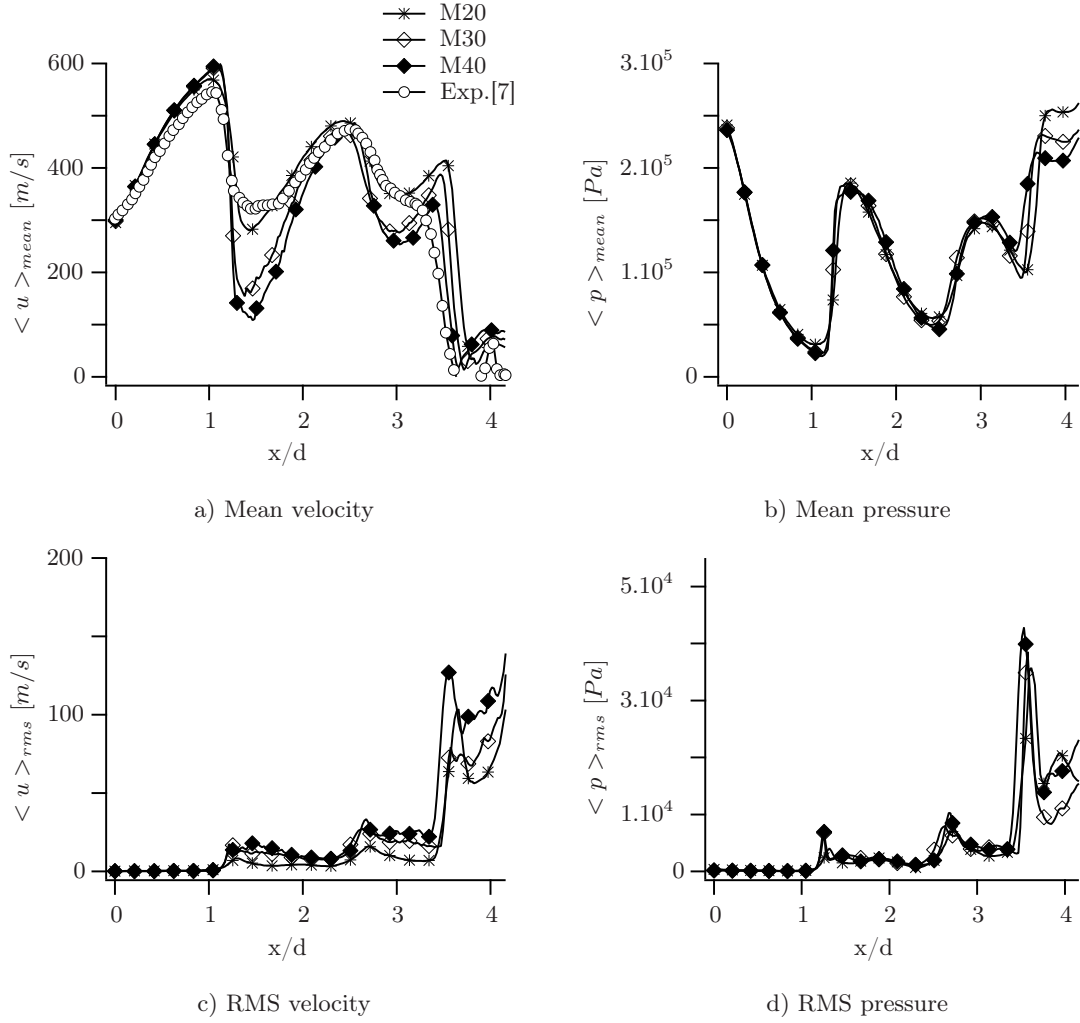 M20
M30
M40
Exp.[7]
600
400
200
0
< u >mean [m/s]
0 1 2 3 4
x/d
a) Mean velocity
3.10^5
2.10^5
1.10^5
0
< p >mean [Pa]
0 1 2 3 4
x/d
b) Mean pressure
200
100
0
< u >rms [m/s]
0 1 2 3 4
x/d
c) RMS velocity
5.10^4
3.10^4
1.10^4
0
< p >rms [Pa]
0 1 2 3 4
x/d
d) RMS pressure